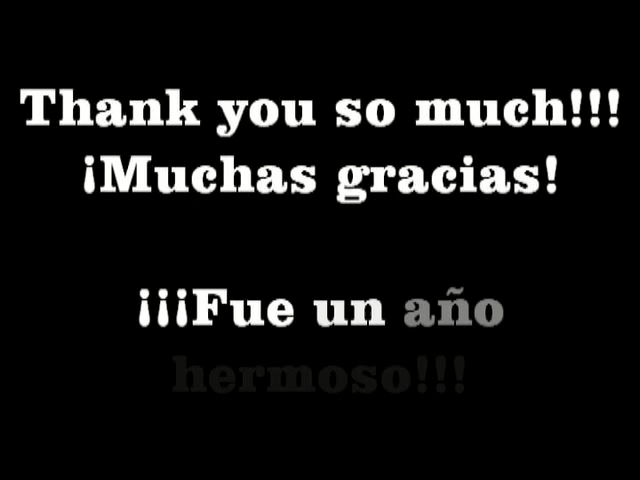 Thank you so much!!!
¡Muchas gracias!
¡¡¡Fue un año
hermoso!!!